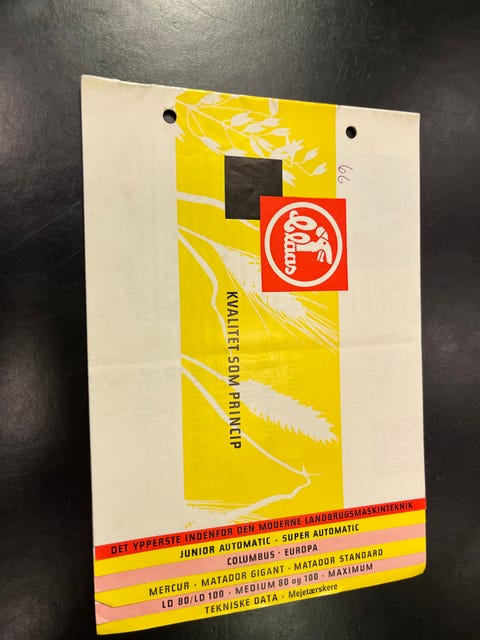 66
Claas
KVALITET SOM PRINCIP
DET YPPERSTE INDENFOR DEN MODERNE LANDBRUGSMASKINTEKNIK
JUNIOR AUTOMATIC · SUPER AUTOMATIC
COLUMBUS · EUROPA
MERCUR · MATADOR GIGANT · MATADOR STANDARD
LD 80/LD 100 · MEDIUM 80 og 100 · MAXIMUM
TEKNISKE DATA · Mejetærskere